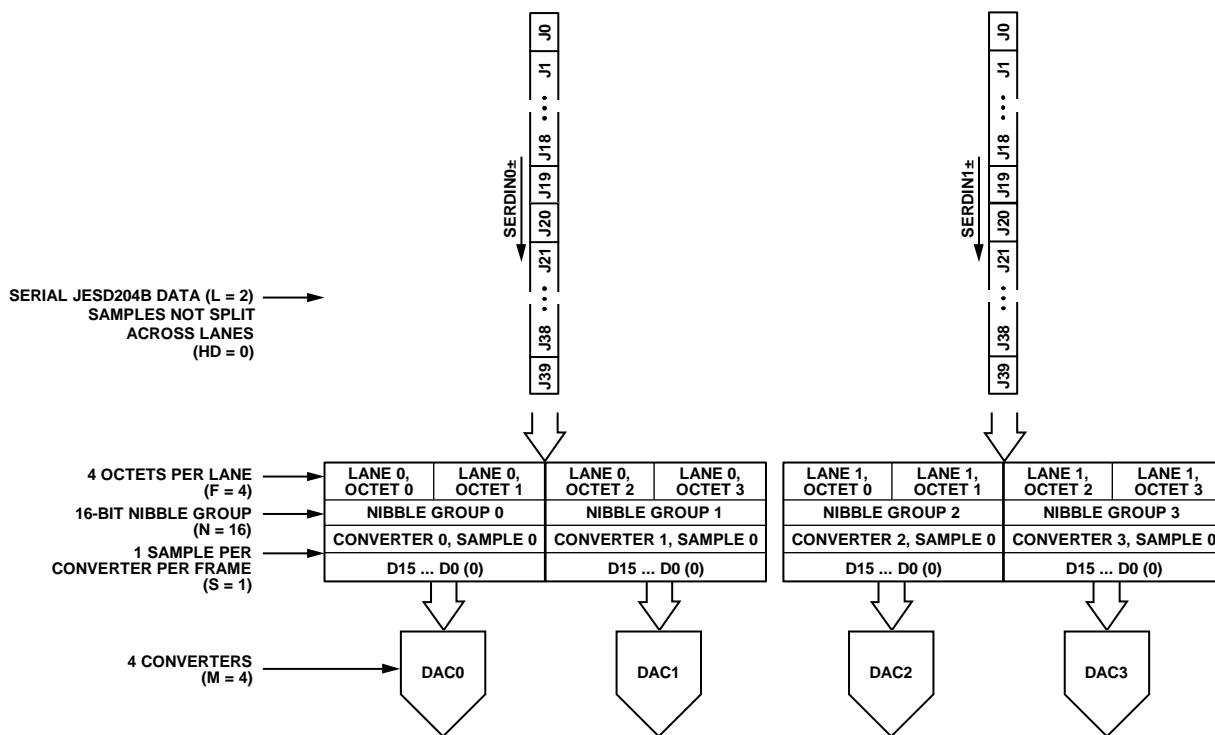 J0
J1
J18
J19
J20
J21
J38
J39
SERDIN0±
J0
J1
J18
J19
J20
J21
J38
J39
SERDIN1±
SERIAL JESD204B DATA (L = 2)
SAMPLES NOT SPLIT
ACROSS LANES
(HD = 0)
4 OCTETS PER LANE
(F = 4)
LANE 0,
OCTET 0
LANE 0,
OCTET 1
LANE 0,
OCTET 2
LANE 0,
OCTET 3
LANE 1,
OCTET 0
LANE 1,
OCTET 1
LANE 1,
OCTET 2
LANE 1,
OCTET 3
16-BIT NIBBLE GROUP
(N = 16)
NIBBLE GROUP 0
NIBBLE GROUP 1
NIBBLE GROUP 2
NIBBLE GROUP 3
1 SAMPLE PER
CONVERTER PER FRAME
(S = 1)
CONVERTER 0, SAMPLE 0
CONVERTER 1, SAMPLE 0
CONVERTER 2, SAMPLE 0
CONVERTER 3, SAMPLE 0
D15 ... D0 (0)
D15 ... D0 (0)
D15 ... D0 (0)
D15 ... D0 (0)
4 CONVERTERS
(M = 4)
DAC0
DAC1
DAC2
DAC3